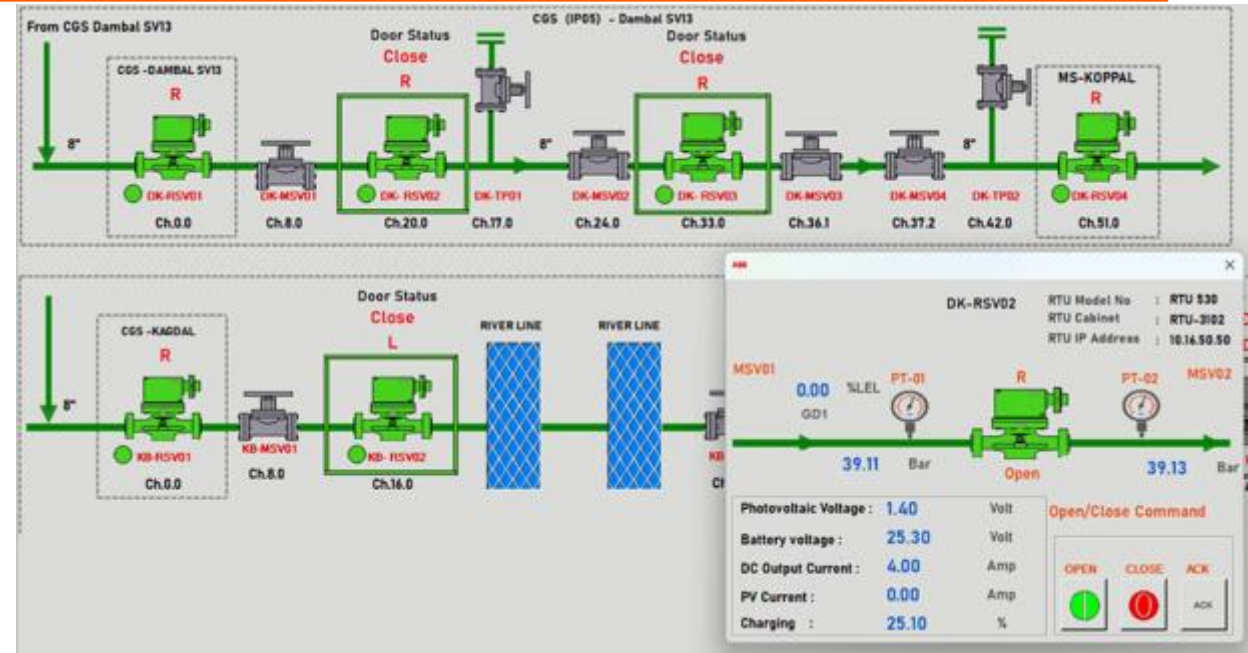 CGS (IP05) - Dambal SV13
From CGS Dambal SV13
Door Status
Door Status
Close
Close
CGS -DAMBAL SV13
MS-KOPPAL
R
R
R
R
8"
8"
8"
DK-RSV01
DK-MSV01
DK- RSV02
DK-TP01
DK-MSV02
DK- RSV03
DK-MSV03
DK-MSV04
DK-TP02
DK-RSV04
Ch.0.0
Ch.8.0
Ch.20.0
Ch.17.0
Ch.24.0
Ch.33.0
Ch.36.1
Ch.37.2
Ch.42.0
Ch.51.0
Door Status
Close
L
CGS -KAGDAL
R
RIVER LINE
RIVER LINE
8"
KB-RSV01
KB-MSV01
KB- RSV02
KB
Ch.0.0
Ch.8.0
Ch.16.0
ABB
DK-RSV02
RTU Model No : RTU 530
RTU Cabinet : RTU-3102
RTU IP Address : 10.16.50.50
MSV01
0.00 %LEL
GD1
PT-01
R
PT-02
MSV02
39.11 Bar
Open
39.13 Bar
Photovoltaic Voltage : 1.40 Volt
Battery voltage : 25.30 Volt
DC Output Current : 4.00 Amp
PV Current : 0.00 Amp
Charging : 25.10 %
Open/Close Command
OPEN CLOSE ACK
ACK